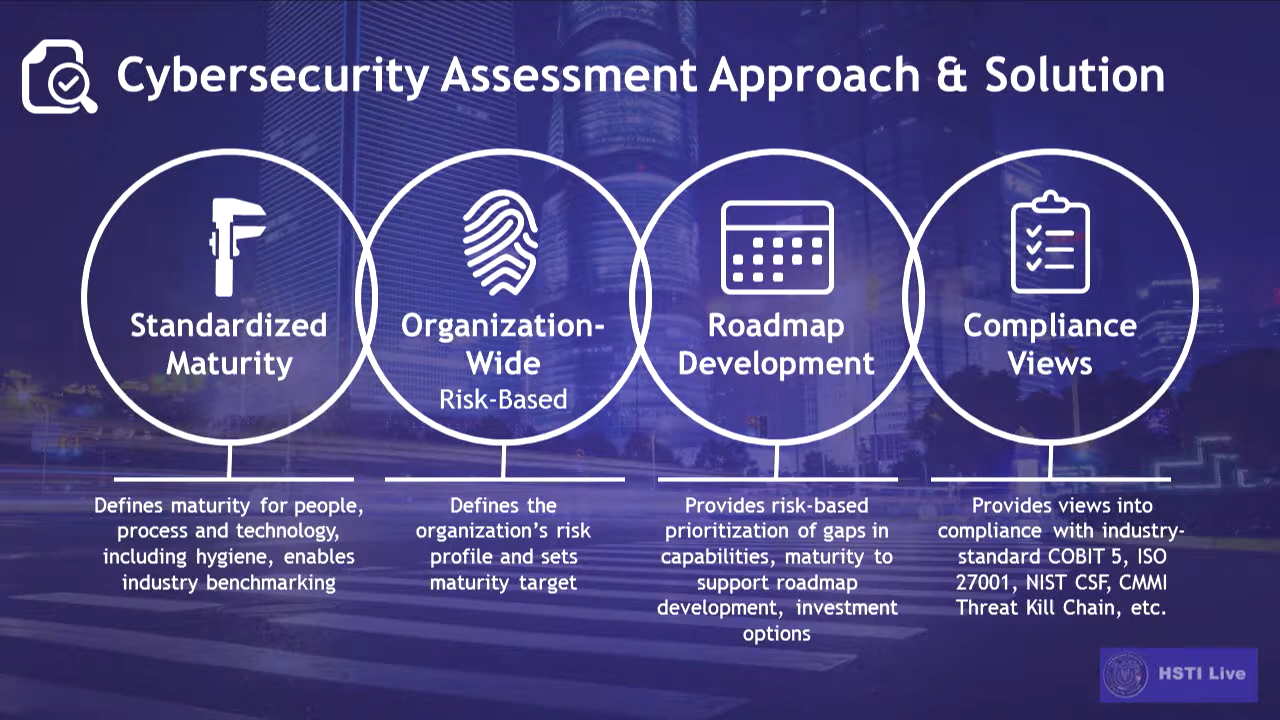 Cybersecurity Assessment Approach & Solution
Standardized
Maturity
Organization-
Wide
Risk-Based
Roadmap
Development
Compliance
Views
Defines maturity for people,
process and technology,
including hygiene, enables
industry benchmarking
Defines the
organization's risk
profile and sets
maturity target
Provides risk-based
prioritization of gaps in
capabilities, maturity to
support roadmap
development, investment
options
Provides views into
compliance with industry-
standard COBIT 5, ISO
27001, NIST CSF, CMMI
Threat Kill Chain, etc.
HSTI Live